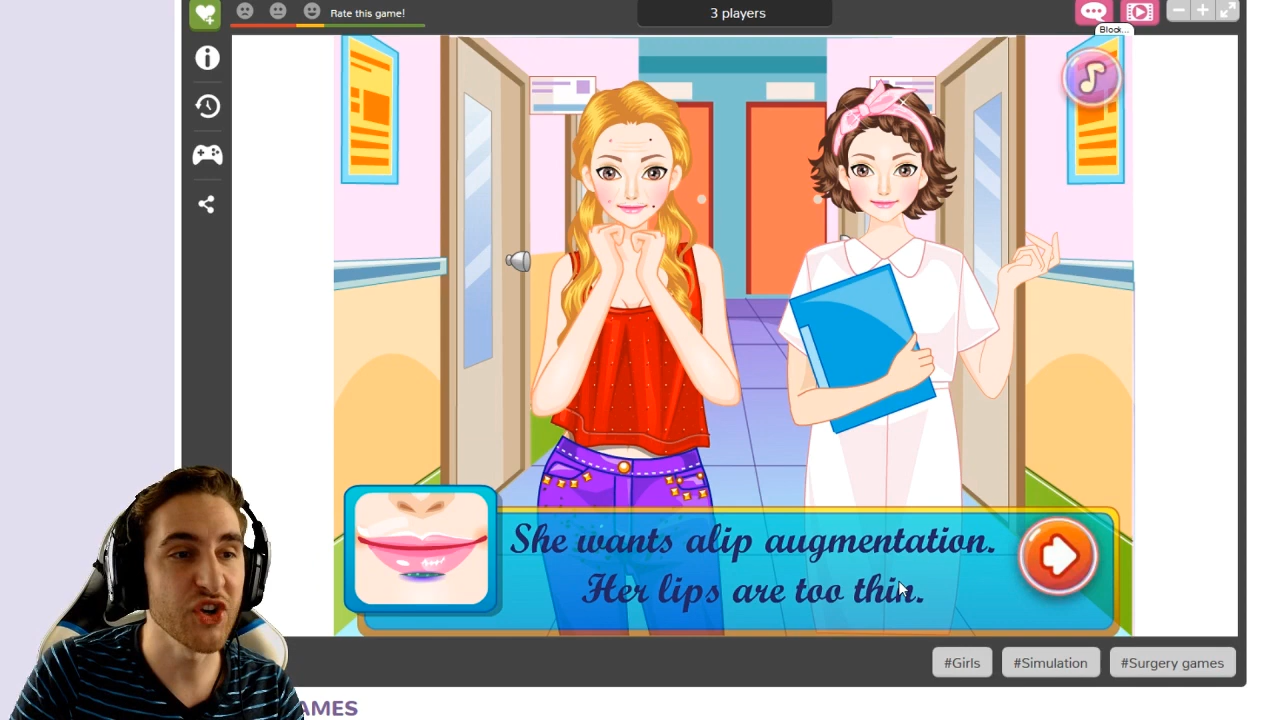 Rate this game!
3 players
Block...
She wants alip augmentation.
Her lips are too thin.
#Girls
#Simulation
#Surgery games
AMES